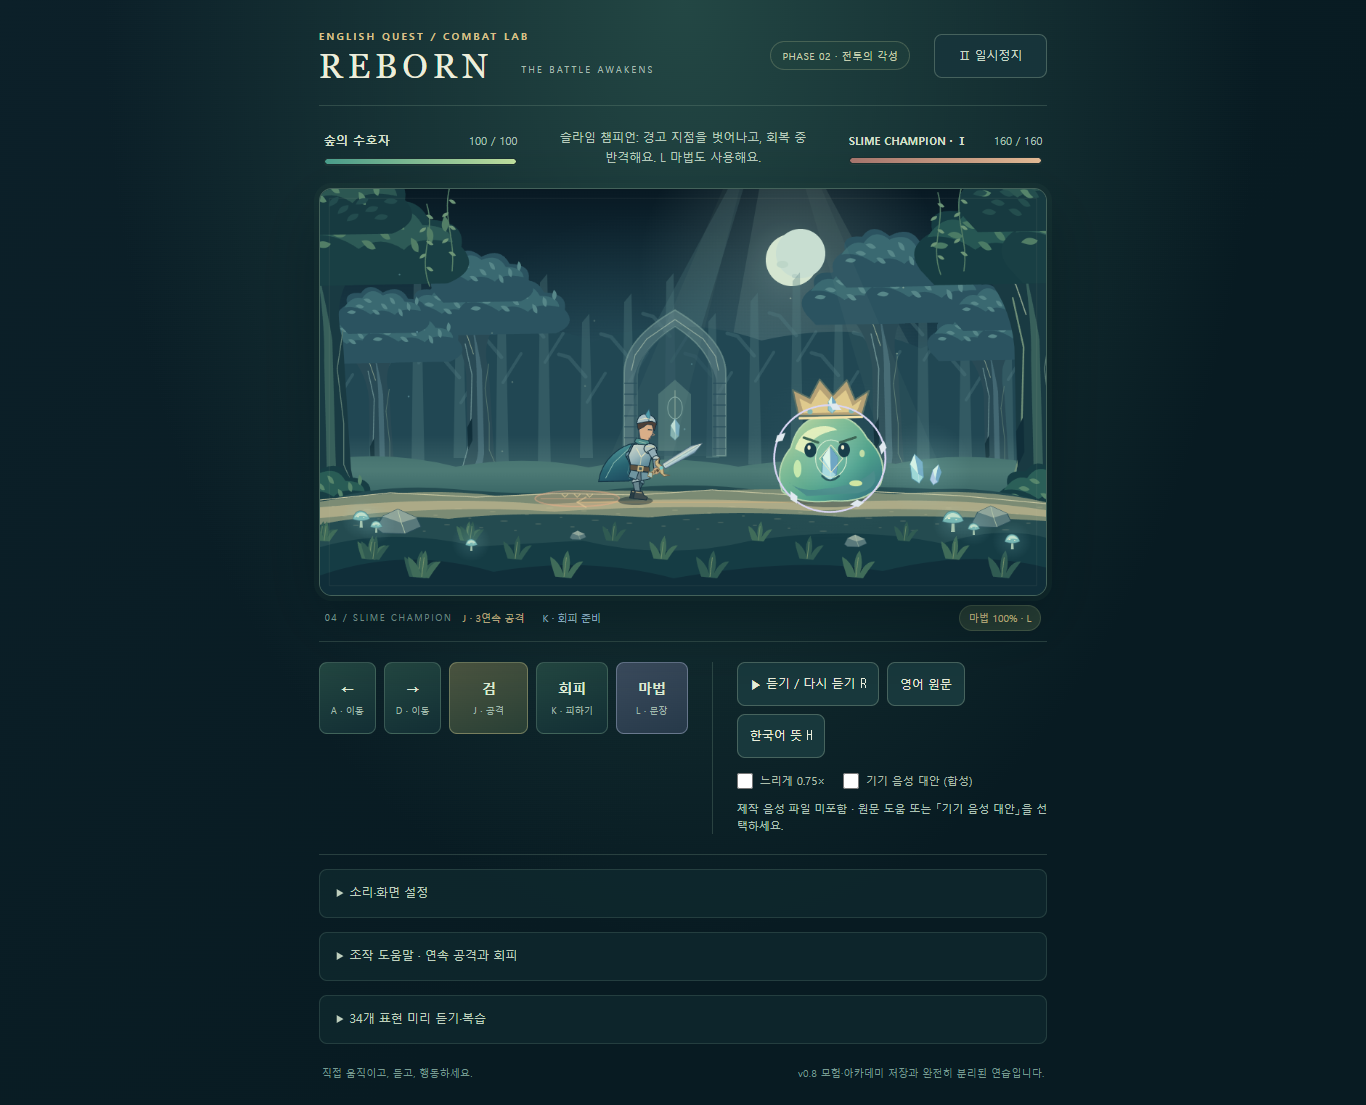 ENGLISH QUEST / COMBAT LAB
REBORN
THE BATTLE AWAKENS
PHASE 02 · 전투의 각성
Ⅱ 일시정지
숲의 수호자
100 / 100
슬라임 챔피언: 경고 지점을 벗어나고, 회복 중
반격해요. L 마법도 사용해요.
SLIME CHAMPION · I
160 / 160
04 / SLIME CHAMPION
J · 3연속 공격
K · 회피 준비
마법 100% · L
←
A · 이동
→
D · 이동
검
J · 공격
회피
K · 피하기
마법
L · 문장
▶ 듣기 / 다시 듣기 R
영어 원문
한국어 뜻 H
느리게 0.75×
기기 음성 대안 (합성)
제작 음성 파일 미포함 · 원문 도움 또는 「기기 음성 대안」을 선
택하세요.
▶ 소리·화면 설정
▶ 조작 도움말 · 연속 공격과 회피
▶ 34개 표현 미리 듣기·복습
직접 움직이고, 듣고, 행동하세요.
v0.8 모험·아카데미 저장과 완전히 분리된 연습입니다.